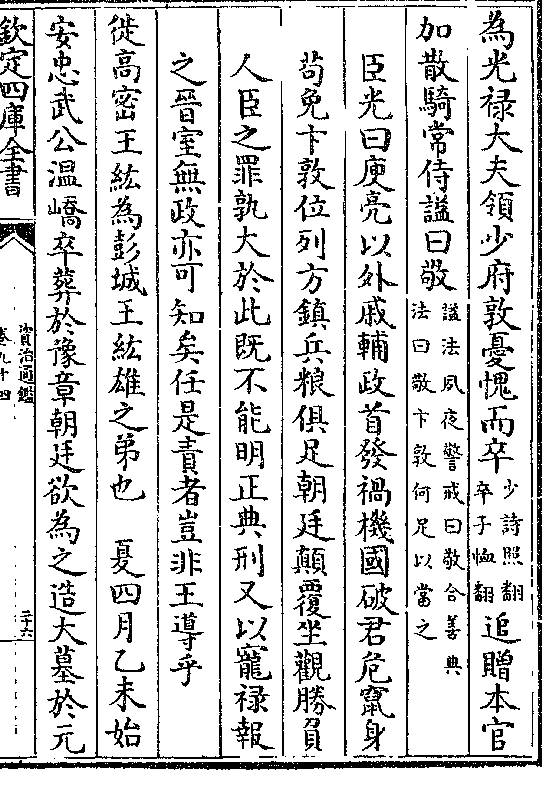 為光禄大夫領少府敦憂愧而卒少詩照翻卒子恤翻追贈本官
加散騎常侍諡曰敬諡法夙夜警戒曰敬合善典法曰敬卞敦何足以當之
臣光曰庾亮以外戚輔政首發禍機國破君危竄身
苟免卞敦位列方鎮兵粮俱足朝廷顛覆坐觀勝負
人臣之罪孰大於此既不能明正典刑又以寵禄報
之晉室無政亦可知矣任是責者豈非王導乎
徙高密王紘為彭城王紘雄之弟也　夏四月乙未始
安忠武公温嶠卒葬於豫章朝廷欲為之造大墓於元
欽定四庫全書
資治通鑑
卷九十四
二十六